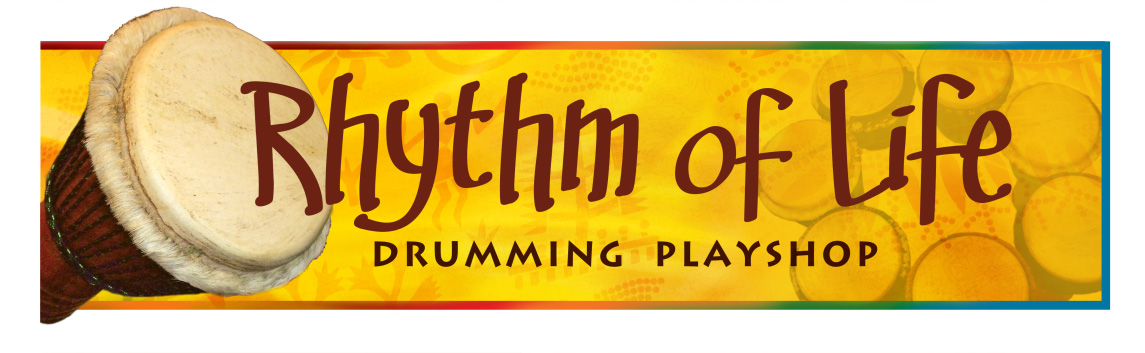 Rhythm of Life
DRUMMING PLAYSHOP